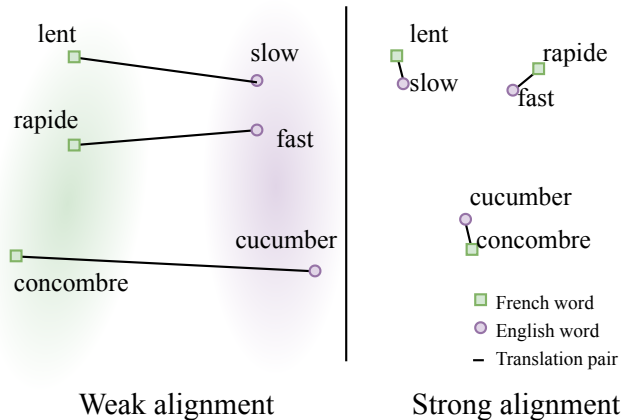 lent
slow
rapide
fast
cucumber
concombre
Weak alignment
lent
rapide
slow
fast
cucumber
concombre
French word
English word
Translation pair
Strong alignment